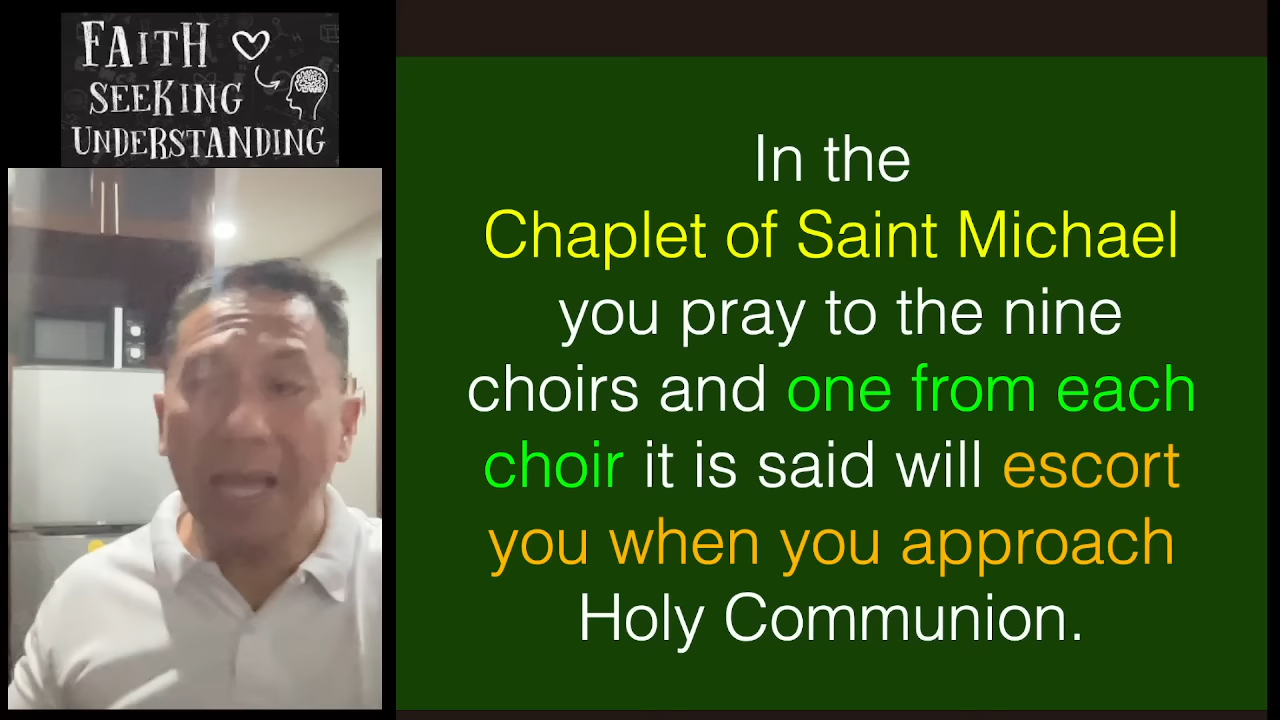 FAITH
SEEKING
UNDERSTANDING
In the
Chaplet of Saint Michael
you pray to the nine
choirs and one from each
choir it is said will escort
you when you approach
Holy Communion.